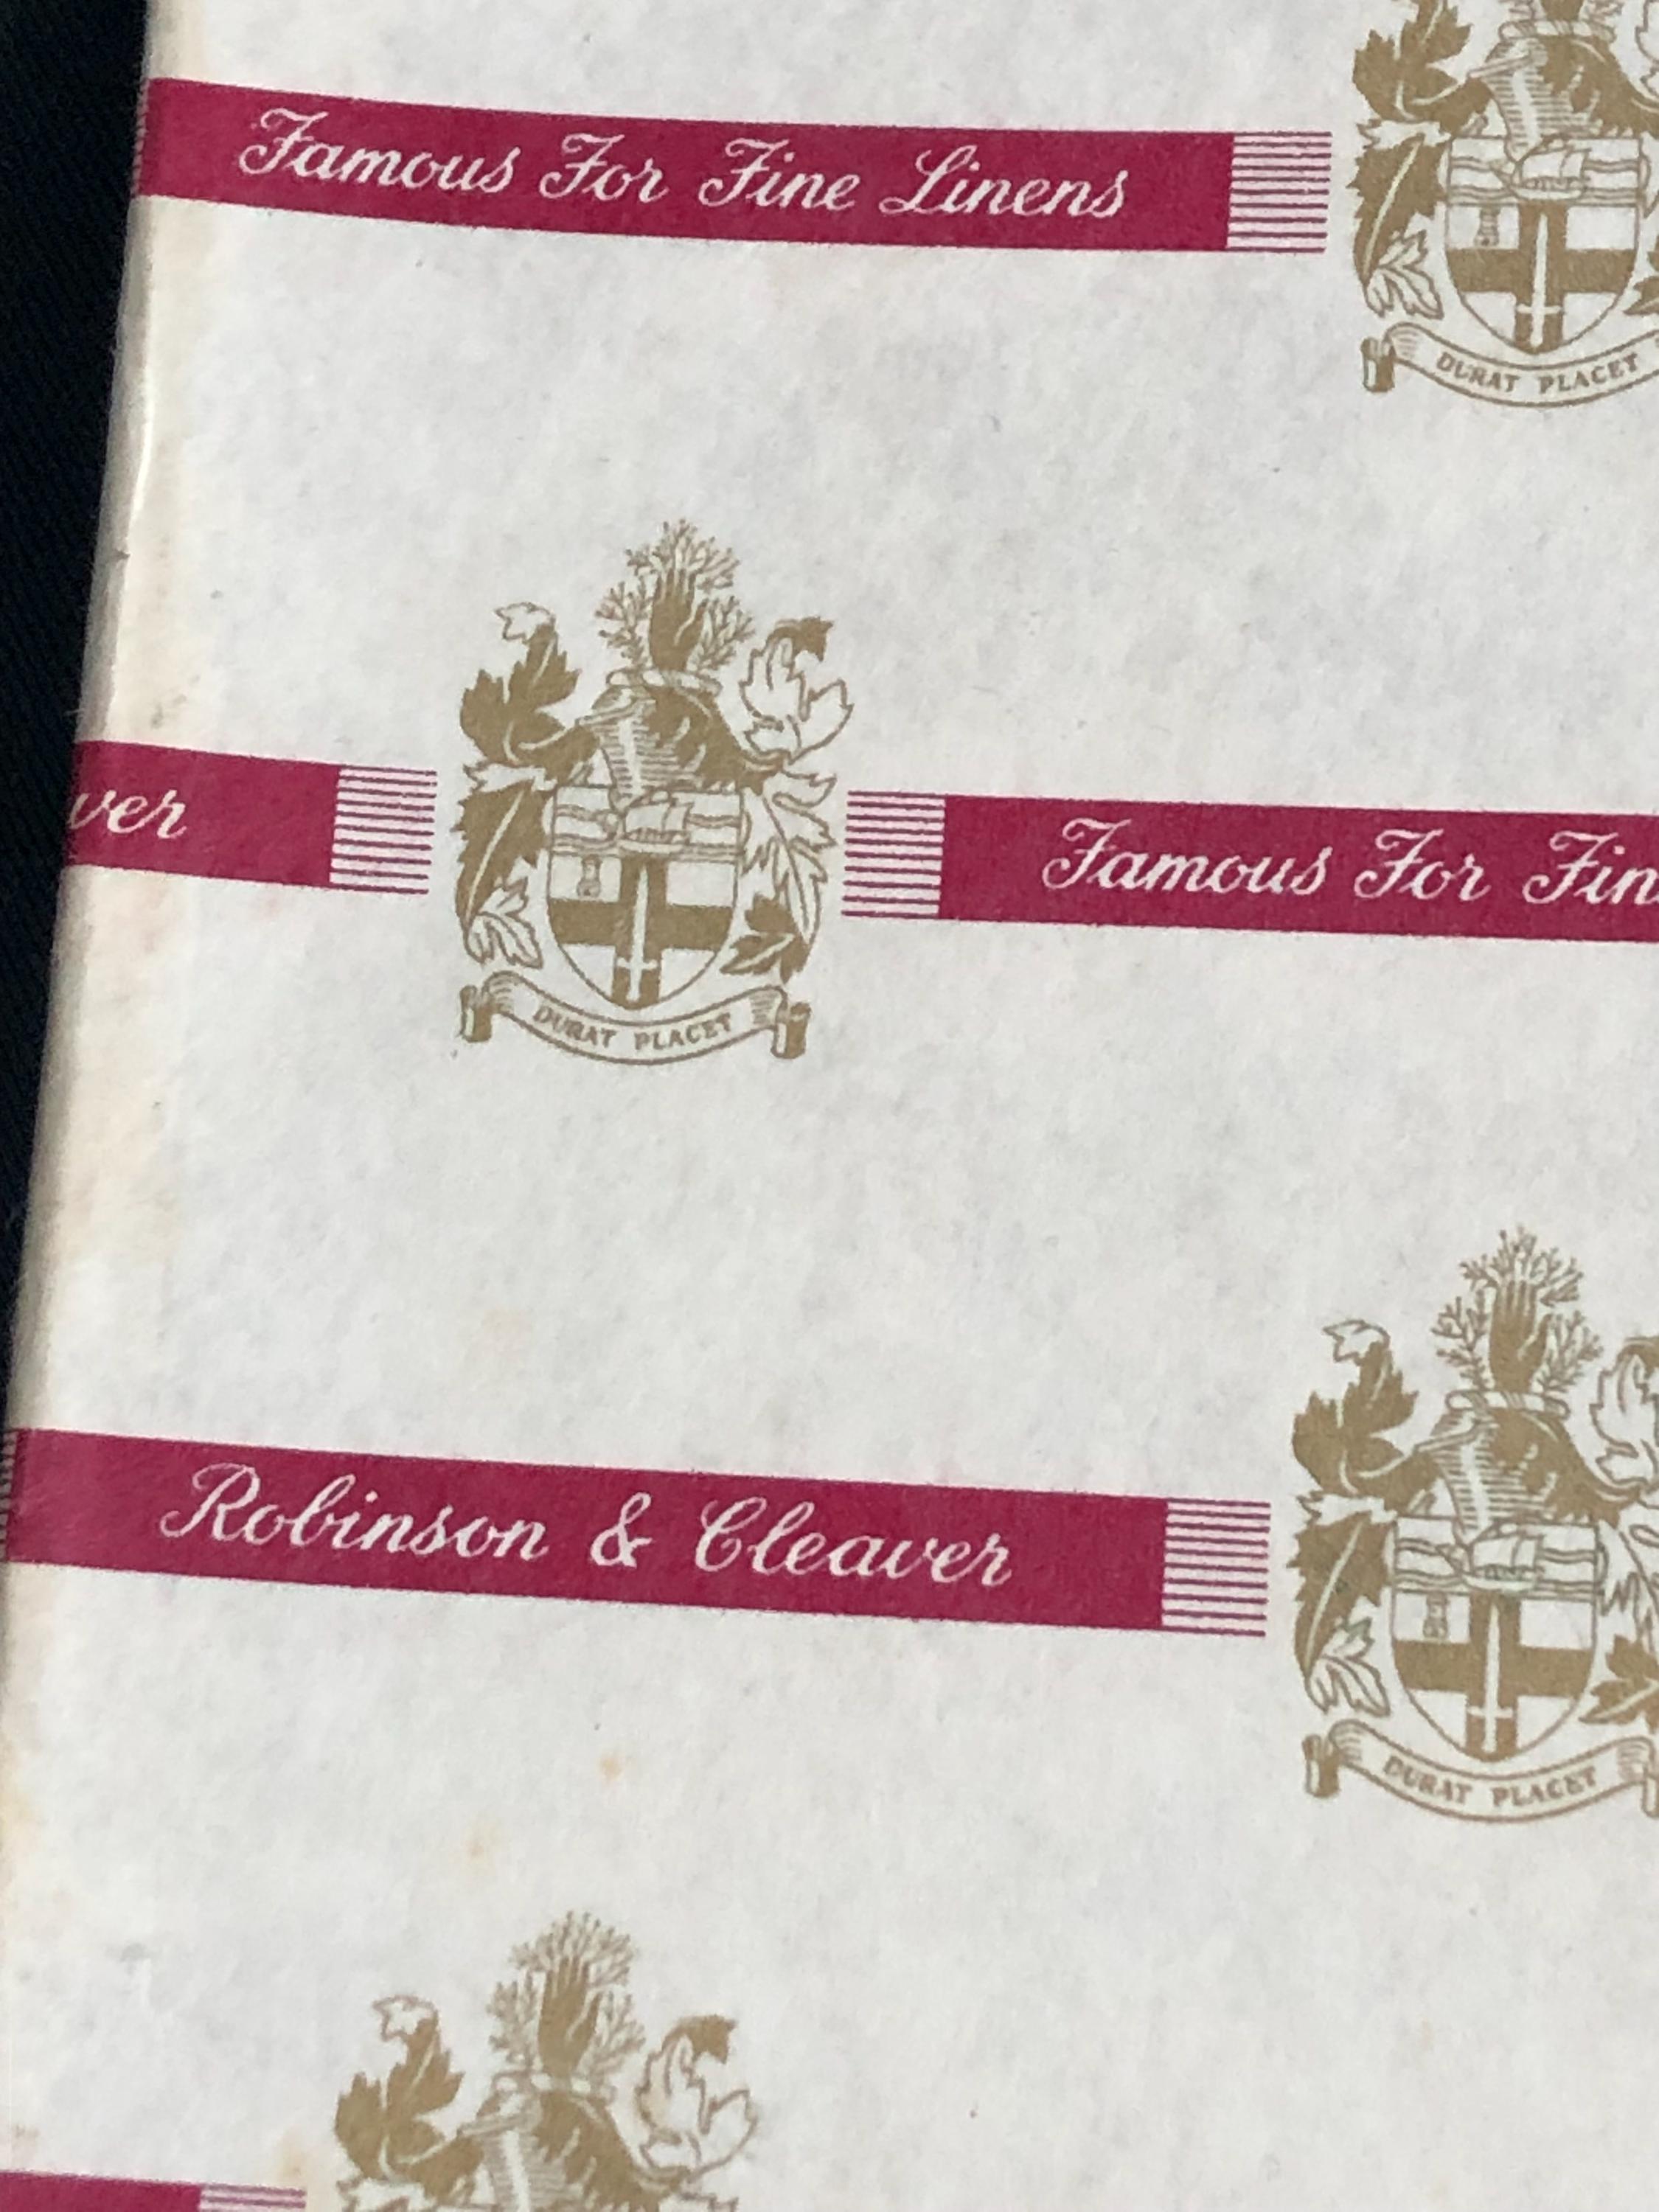 Famous For Fine Linens
DURAT PLACET
ver
Famous For Fin
DURAT PLACET
Robinson & Cleaver
DURAT PLACET